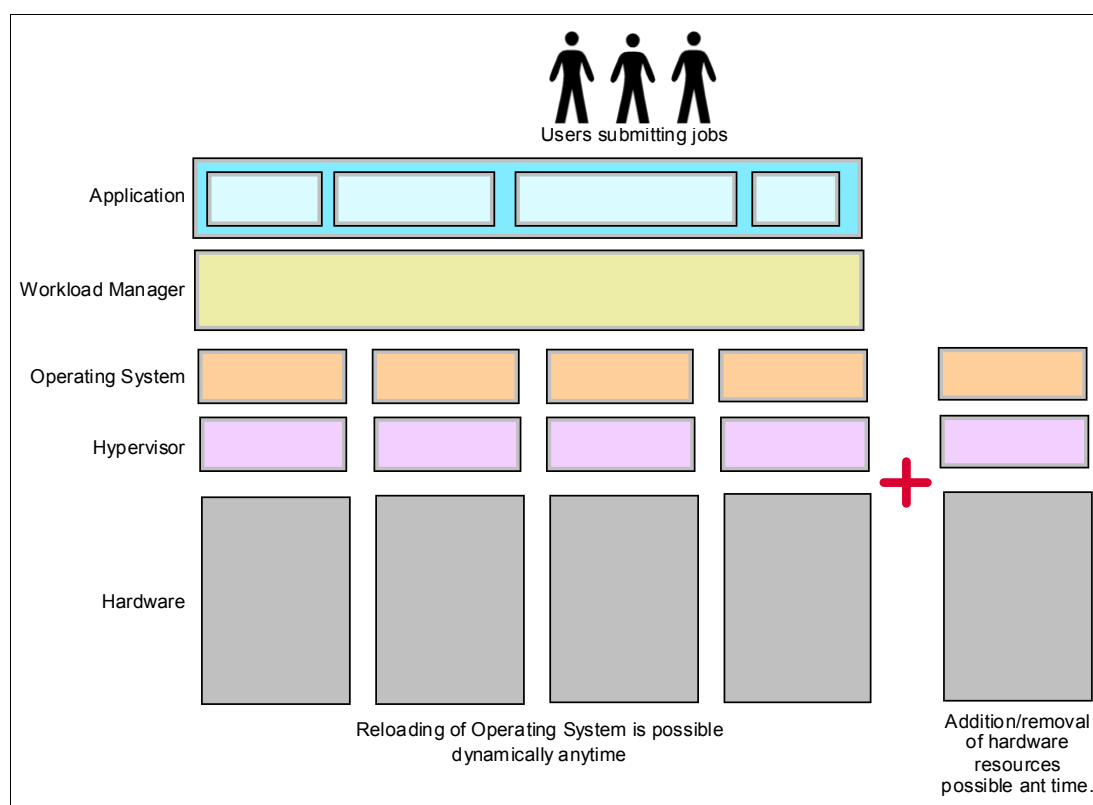 Users submitting jobs
Application
Workload Manager
Operating System
Hypervisor
Hardware
Reloading of Operating System is possible
dynamically anytime
Addition/removal
of hardware
resources
possible ant time.